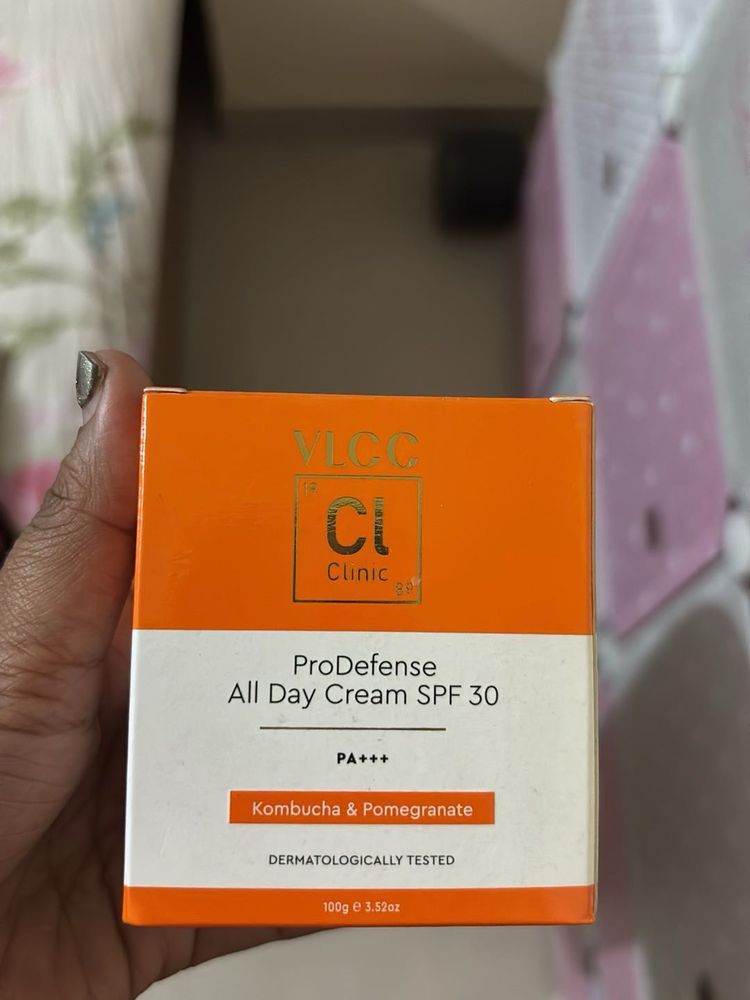 VLCC
19
Cl
Clinic
89
ProDefense
All Day Cream SPF 30
PA+++
Kombucha & Pomegranate
DERMATOLOGICALLY TESTED
100g ℮ 3.52oz